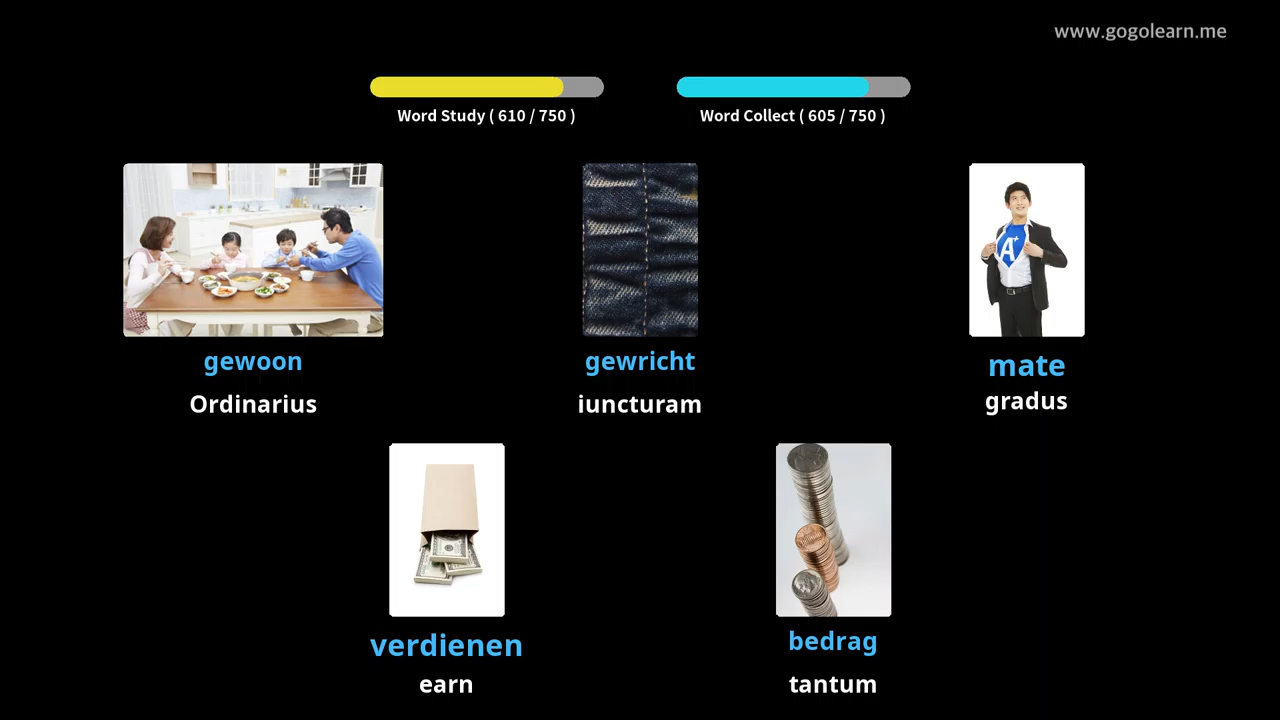 www.gogolearn.me
Word Study ( 610 / 750 )
Word Collect ( 605 / 750 )
A+
gewoon
gewricht
mate
Ordinarius
iuncturam
gradus
verdienen
bedrag
earn
tantum